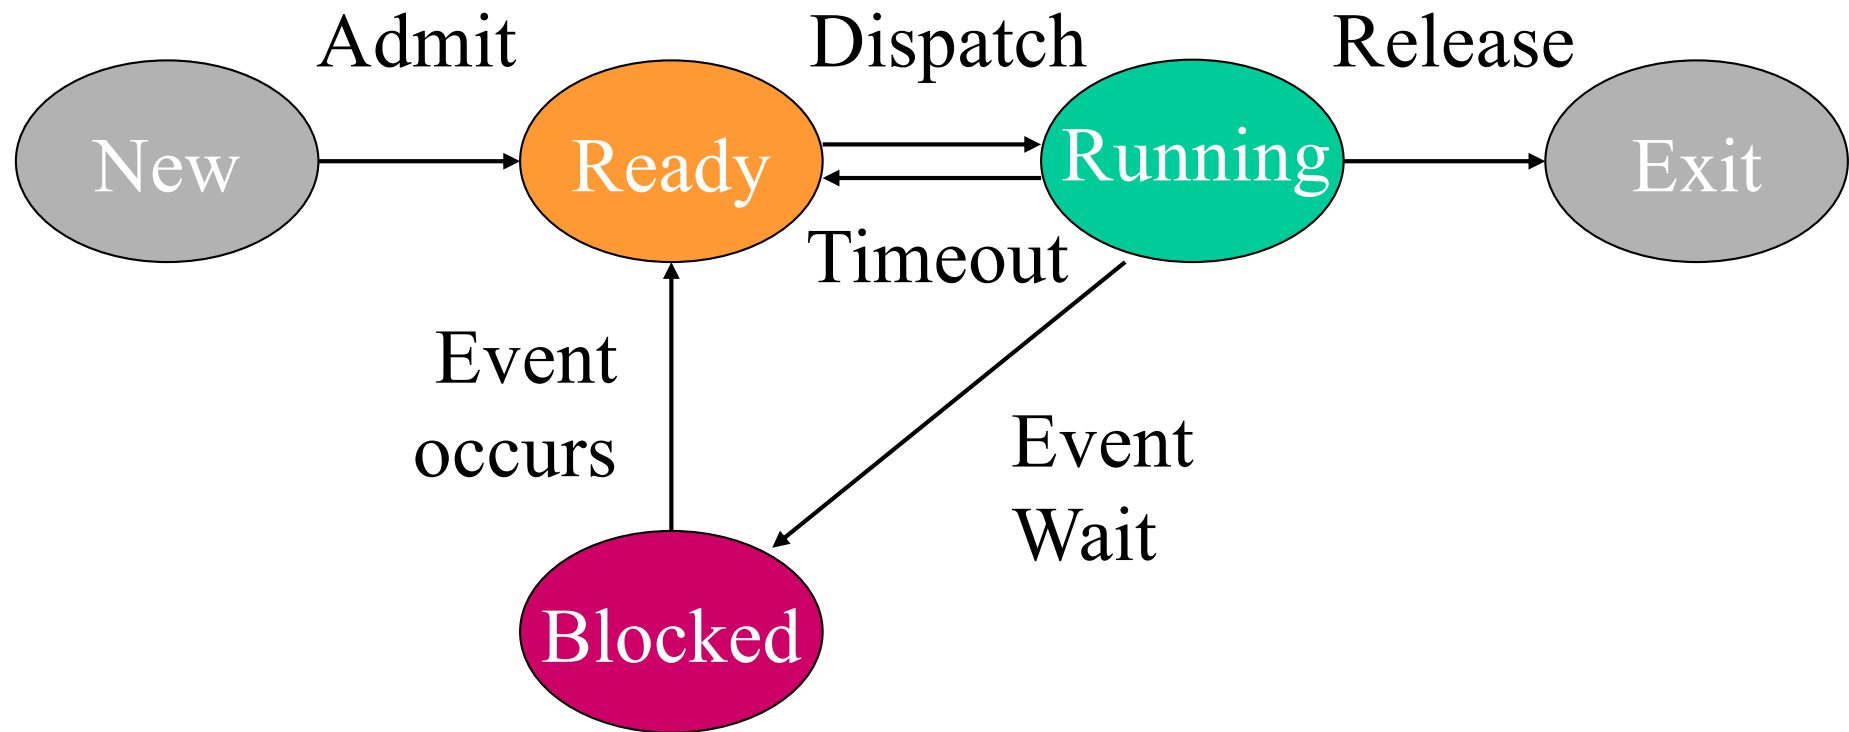 Admit
Dispatch
Release
New
Ready
Running
Exit
Timeout
Event
occurs
Event
Wait
Blocked